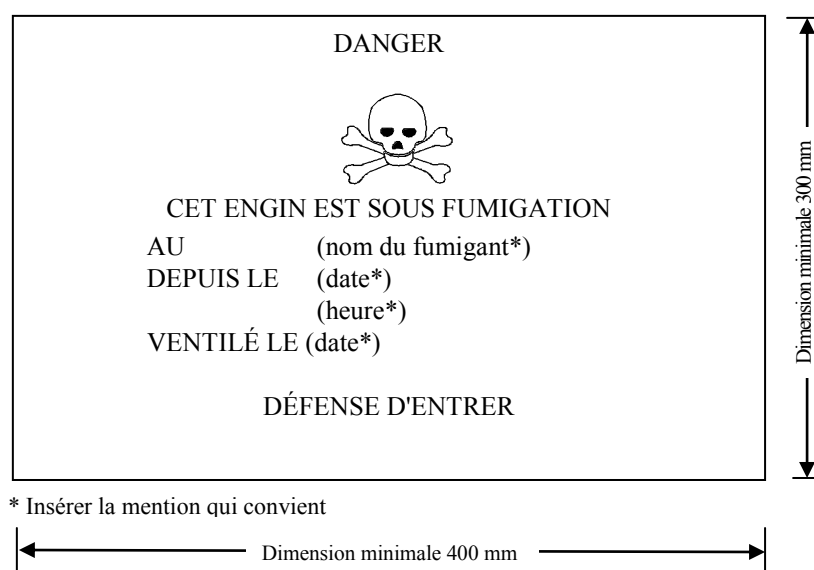 DANGER
CET ENGIN EST SOUS FUMIGATION
AU (nom du fumigant*)
DEPUIS LE (date*)
(heure*)
VENTILÉ LE (date*)
DÉFENSE D'ENTRER
Dimension minimale 300 mm
* Insérer la mention qui convient
Dimension minimale 400 mm